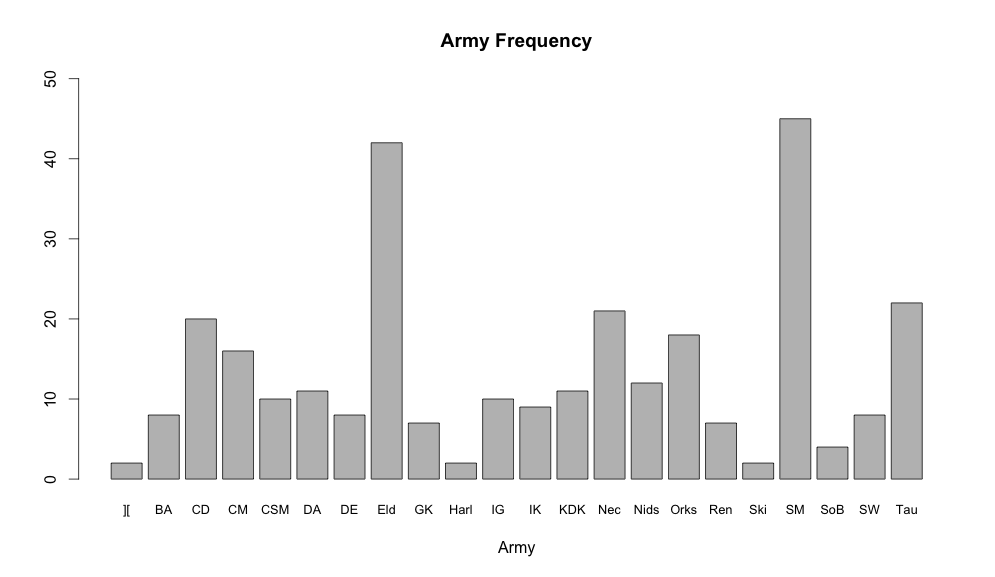 Army Frequency
50
40
30
20
10
0
][ BA CD CM CSM DA DE Eld GK Harl IG IK KDK Nec Nids Orks Ren Ski SM SoB SW Tau
Army